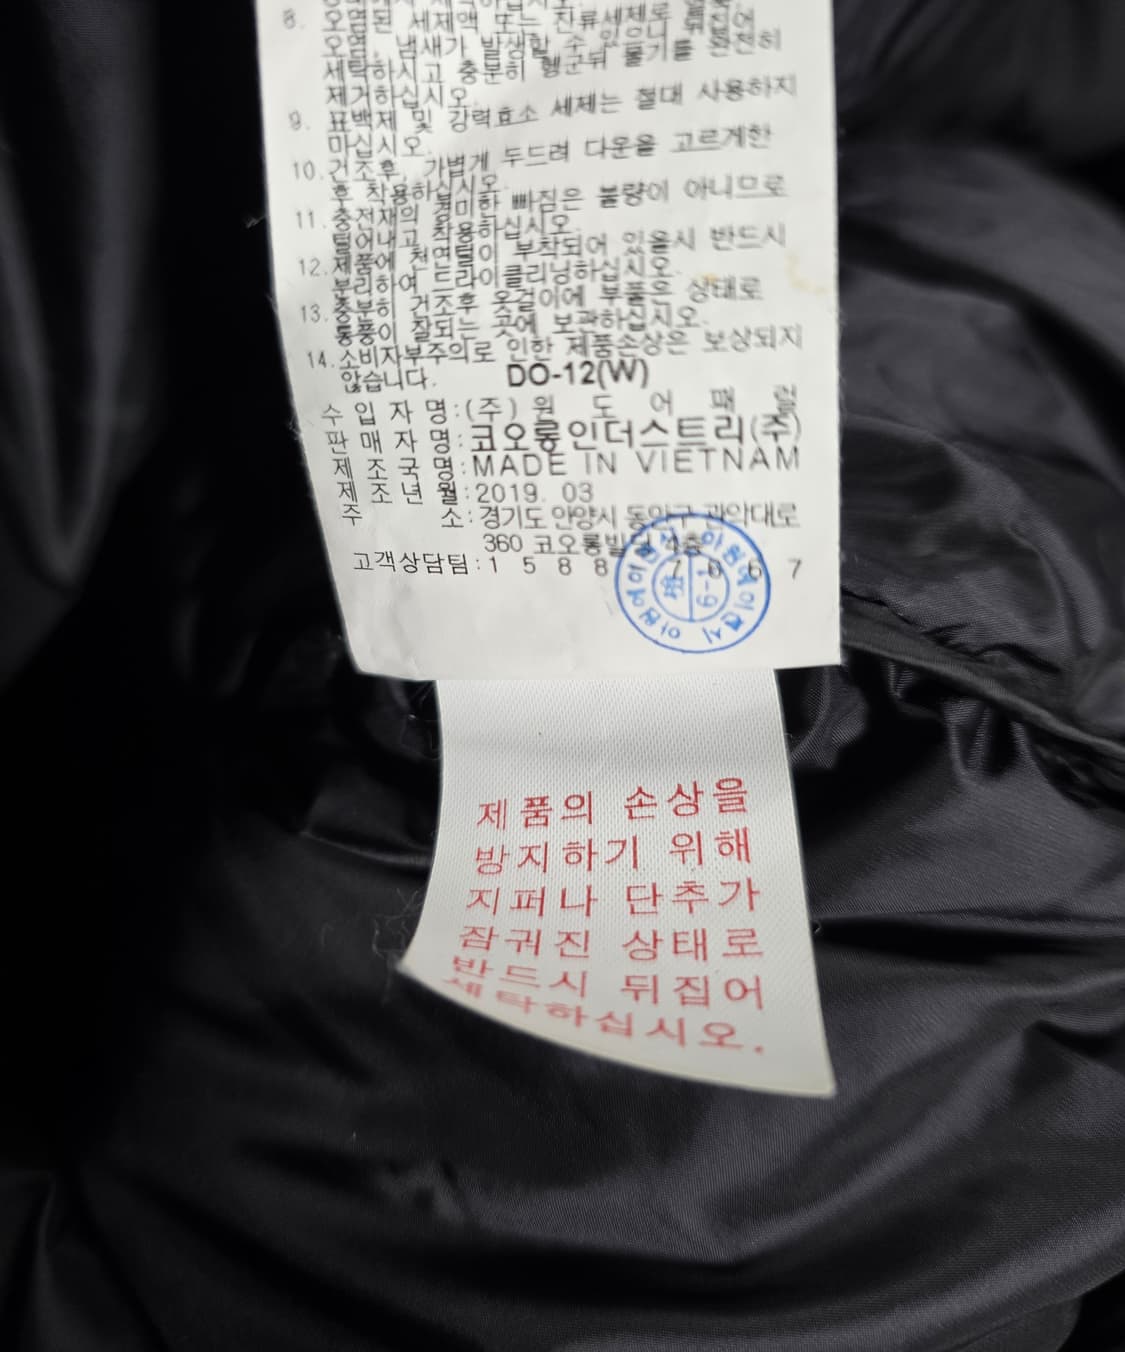 8. 오염된 세제액 또는 잔류세제로
오염, 냄새가 발생할 수 있으니 물기를 완전히
세탁하시고 충분히 헹군뒤
제거하십시오.
9. 표백제 및 강력효소 세제는 절대 사용하지
마십시오.
10. 건조후, 가볍게 두드려 다운을 고르게한
후 착용하십시오.
11. 충전재의 경미한 빠짐은 불량이 아니므로
털어내고 착용하십시오.
12. 제품에 천연털이 부착되어 있을시 반드시
분리하여 드라이클리닝하십시오.
13. 충분히 건조후 옷걸이에 부풀은 상태로
통풍이 잘되는 곳에 보관하십시오.
14. 소비자부주의로 인한 제품손상은 보상되지
않습니다. DO-12(W)
수입자명:(주)원도어패럴
판매자명:코오롱인더스트리(주)
제조국명:MADE IN VIETNAM
제조년월:2019. 03
주 소:경기도 안양시 동안구 관악대로
360 코오롱빌딩 4층
고객상담팀:1588 7667
제품의 손상을
방지하기 위해
지퍼나 단추가
잠궈진 상태로
반드시 뒤집어
세탁하십시오.